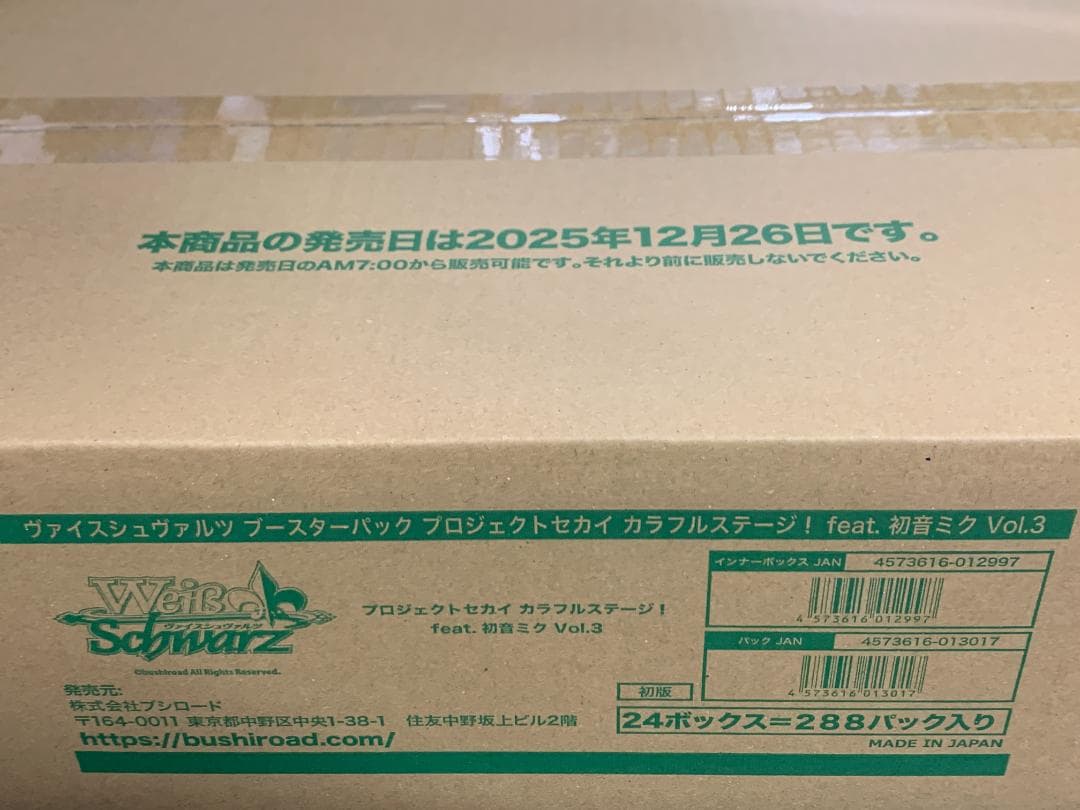 本商品の発売日は2025年12月26日です。
本商品は発売日のAM7:00から販売可能です。それより前に販売しないでください。
ヴァイスシュヴァルツ ブースターパック プロジェクトセカイ カラフルステージ！ feat. 初音ミク Vol.3
Weiß
ヴァイスシュヴァルツ
Schwarz
©bushiroad All Rights Reserved.
プロジェクトセカイ カラフルステージ！
feat. 初音ミク Vol.3
インナーボックス JAN 4573616-012997
4 573616 012997
パック JAN 4573616-013017
4 573616 013017
発売元:
株式会社ブシロード
〒164-0011 東京都中野区中央1-38-1 住友中野坂上ビル2階
https://bushiroad.com/
初版
24ボックス=288パック入り
MADE IN JAPAN